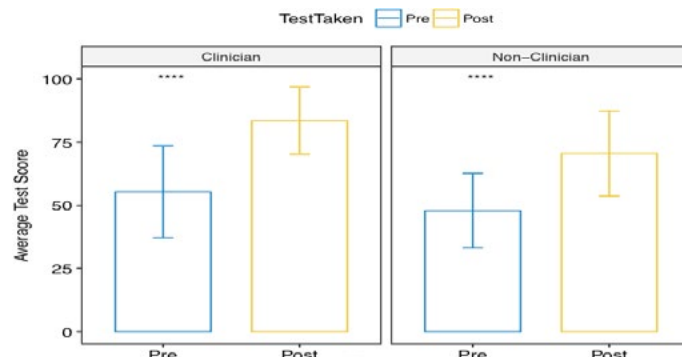 TestTaken Pre Post
Clinician Non-Clinician
100 **** ****
75
50
25
0
Average Test Score
Pre Post Pre Post